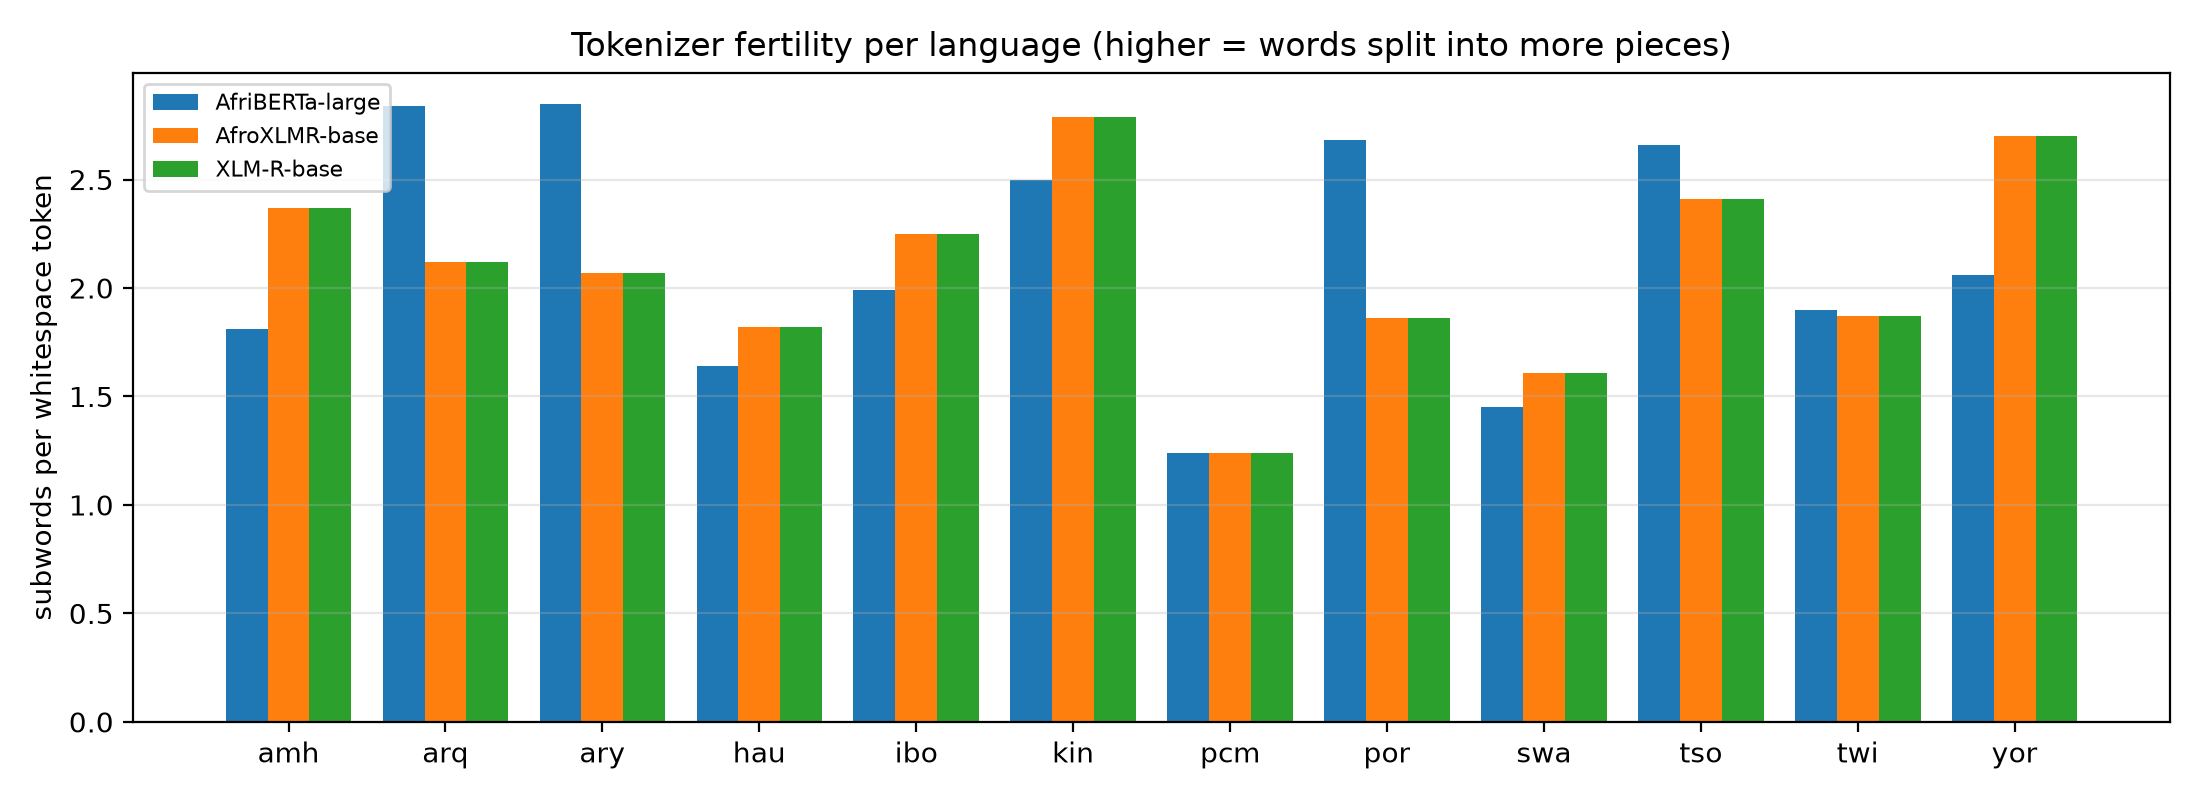 Tokenizer fertility per language (higher = words split into more pieces)
AfriBERTa-large
AfroXLMR-base
XLM-R-base
subwords per whitespace token
2.5
2.0
1.5
1.0
0.5
0.0
amh arq ary hau ibo kin pcm por swa tso twi yor